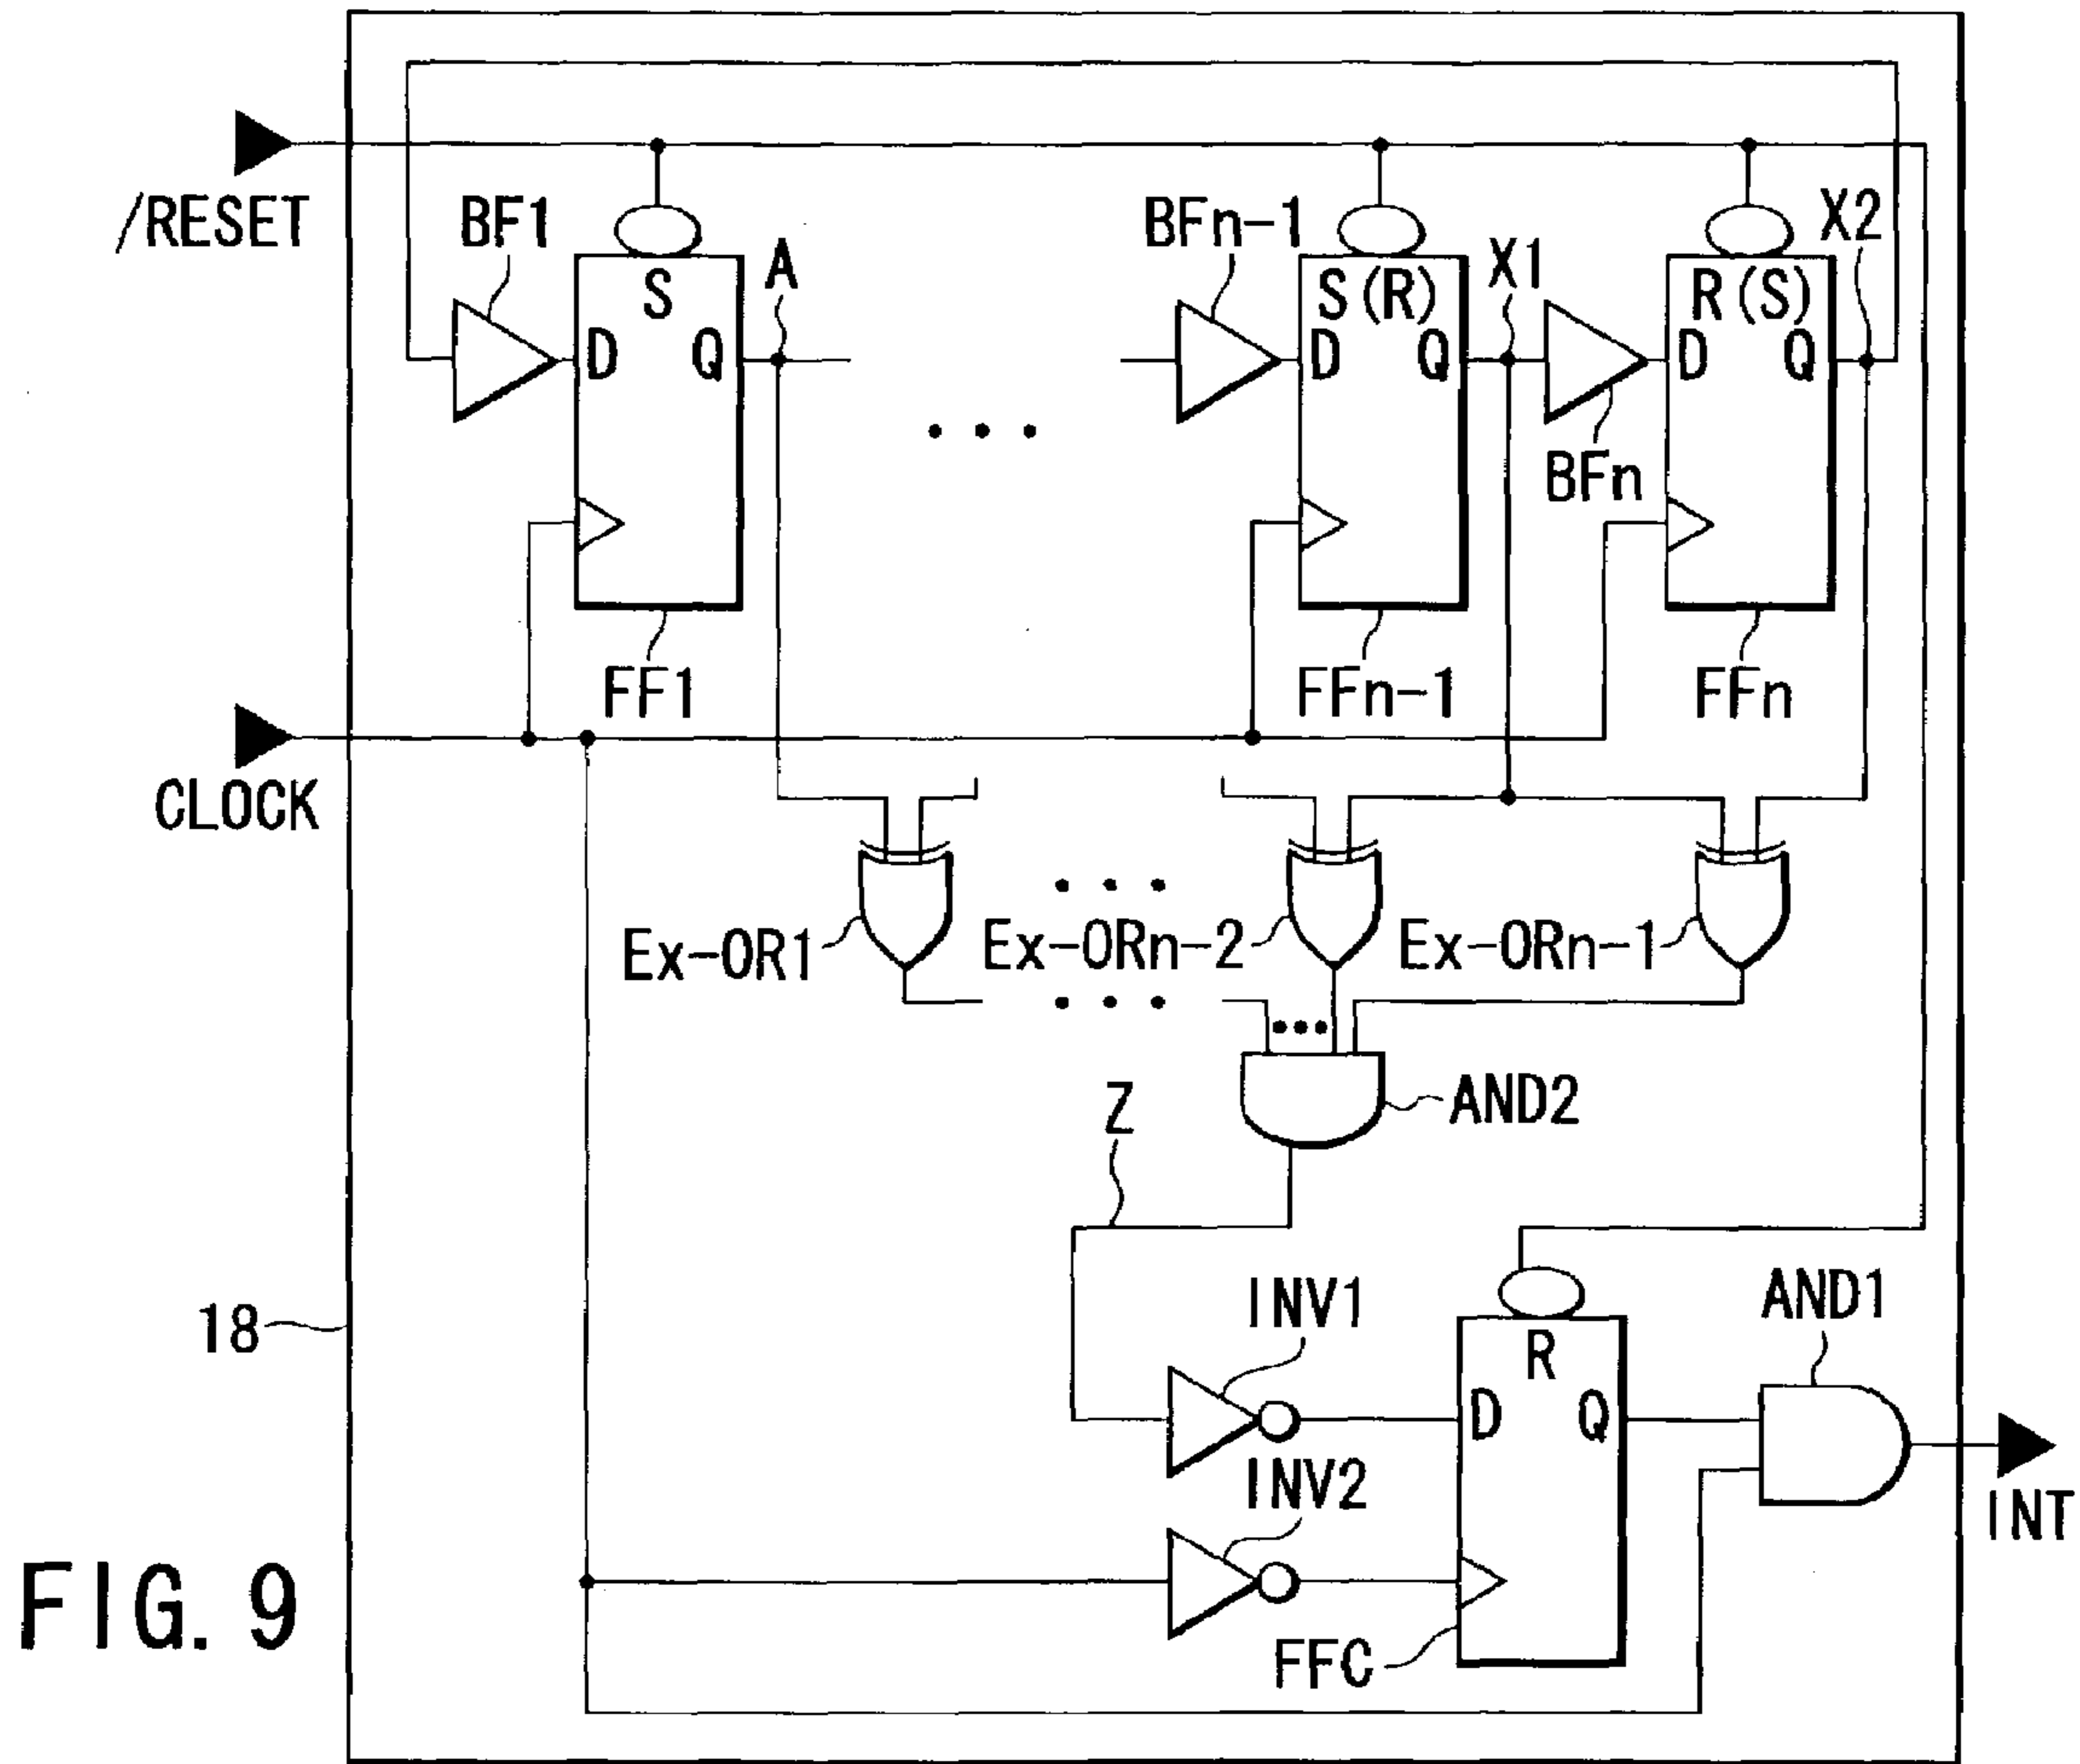 /RESET
BF1
A
BFn-1
X1
X2
S
S(R)
R(S)
D
Q
D
Q
D
Q
BFn
FF1
FFn-1
FFn
CLOCK
Ex-OR1
Ex-ORn-2
Ex-ORn-1
Z
AND2
INV1
AND1
18
R
D
Q
INV2
INT
FFC
FIG. 9